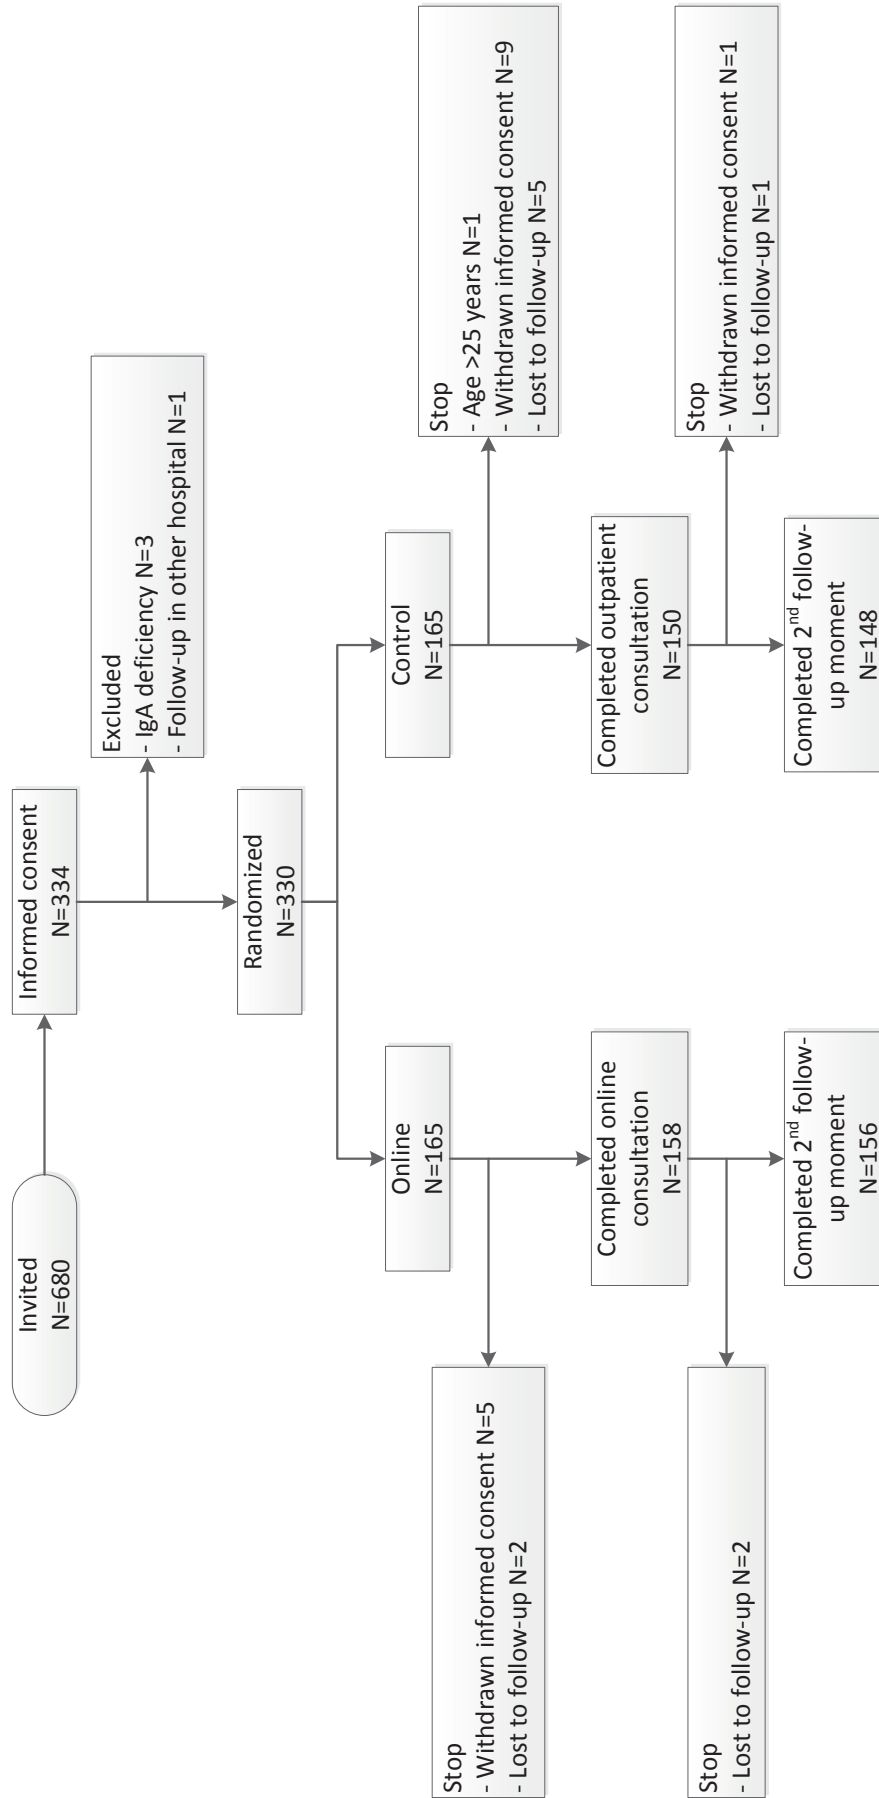 Invited
N=680
Informed consent
N=334
Excluded
- IgA deficiency N=3
- Follow-up in other hospital N=1
Randomized
N=330
Online
N=165
Control
N=165
Stop
- Withdrawn informed consent N=5
- Lost to follow-up N=2
Stop
- Age >25 years N=1
- Withdrawn informed consent N=9
- Lost to follow-up N=5
Completed online
consultation
N=158
Completed outpatient
consultation
N=150
Stop
- Lost to follow-up N=2
Stop
- Withdrawn informed consent N=1
- Lost to follow-up N=1
Completed 2nd follow-
up moment
N=156
Completed 2nd follow-
up moment
N=148